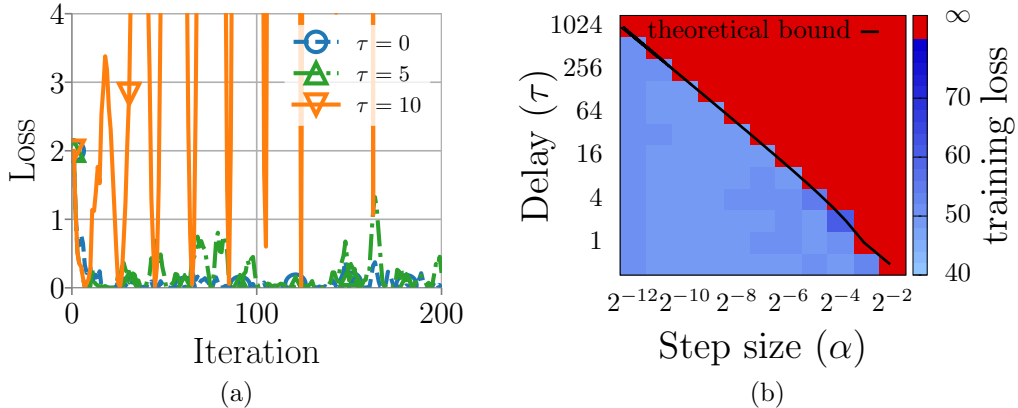 4
3
2
1
0
Loss
τ = 0
τ = 5
τ = 10
0
100
200
Iteration
(a)
1024
256
64
16
4
1
Delay (τ)
theoretical bound
2⁻¹² 2⁻¹⁰ 2⁻⁸ 2⁻⁶ 2⁻⁴ 2⁻²
Step size (α)
∞
70
60
50
40
training loss
(b)